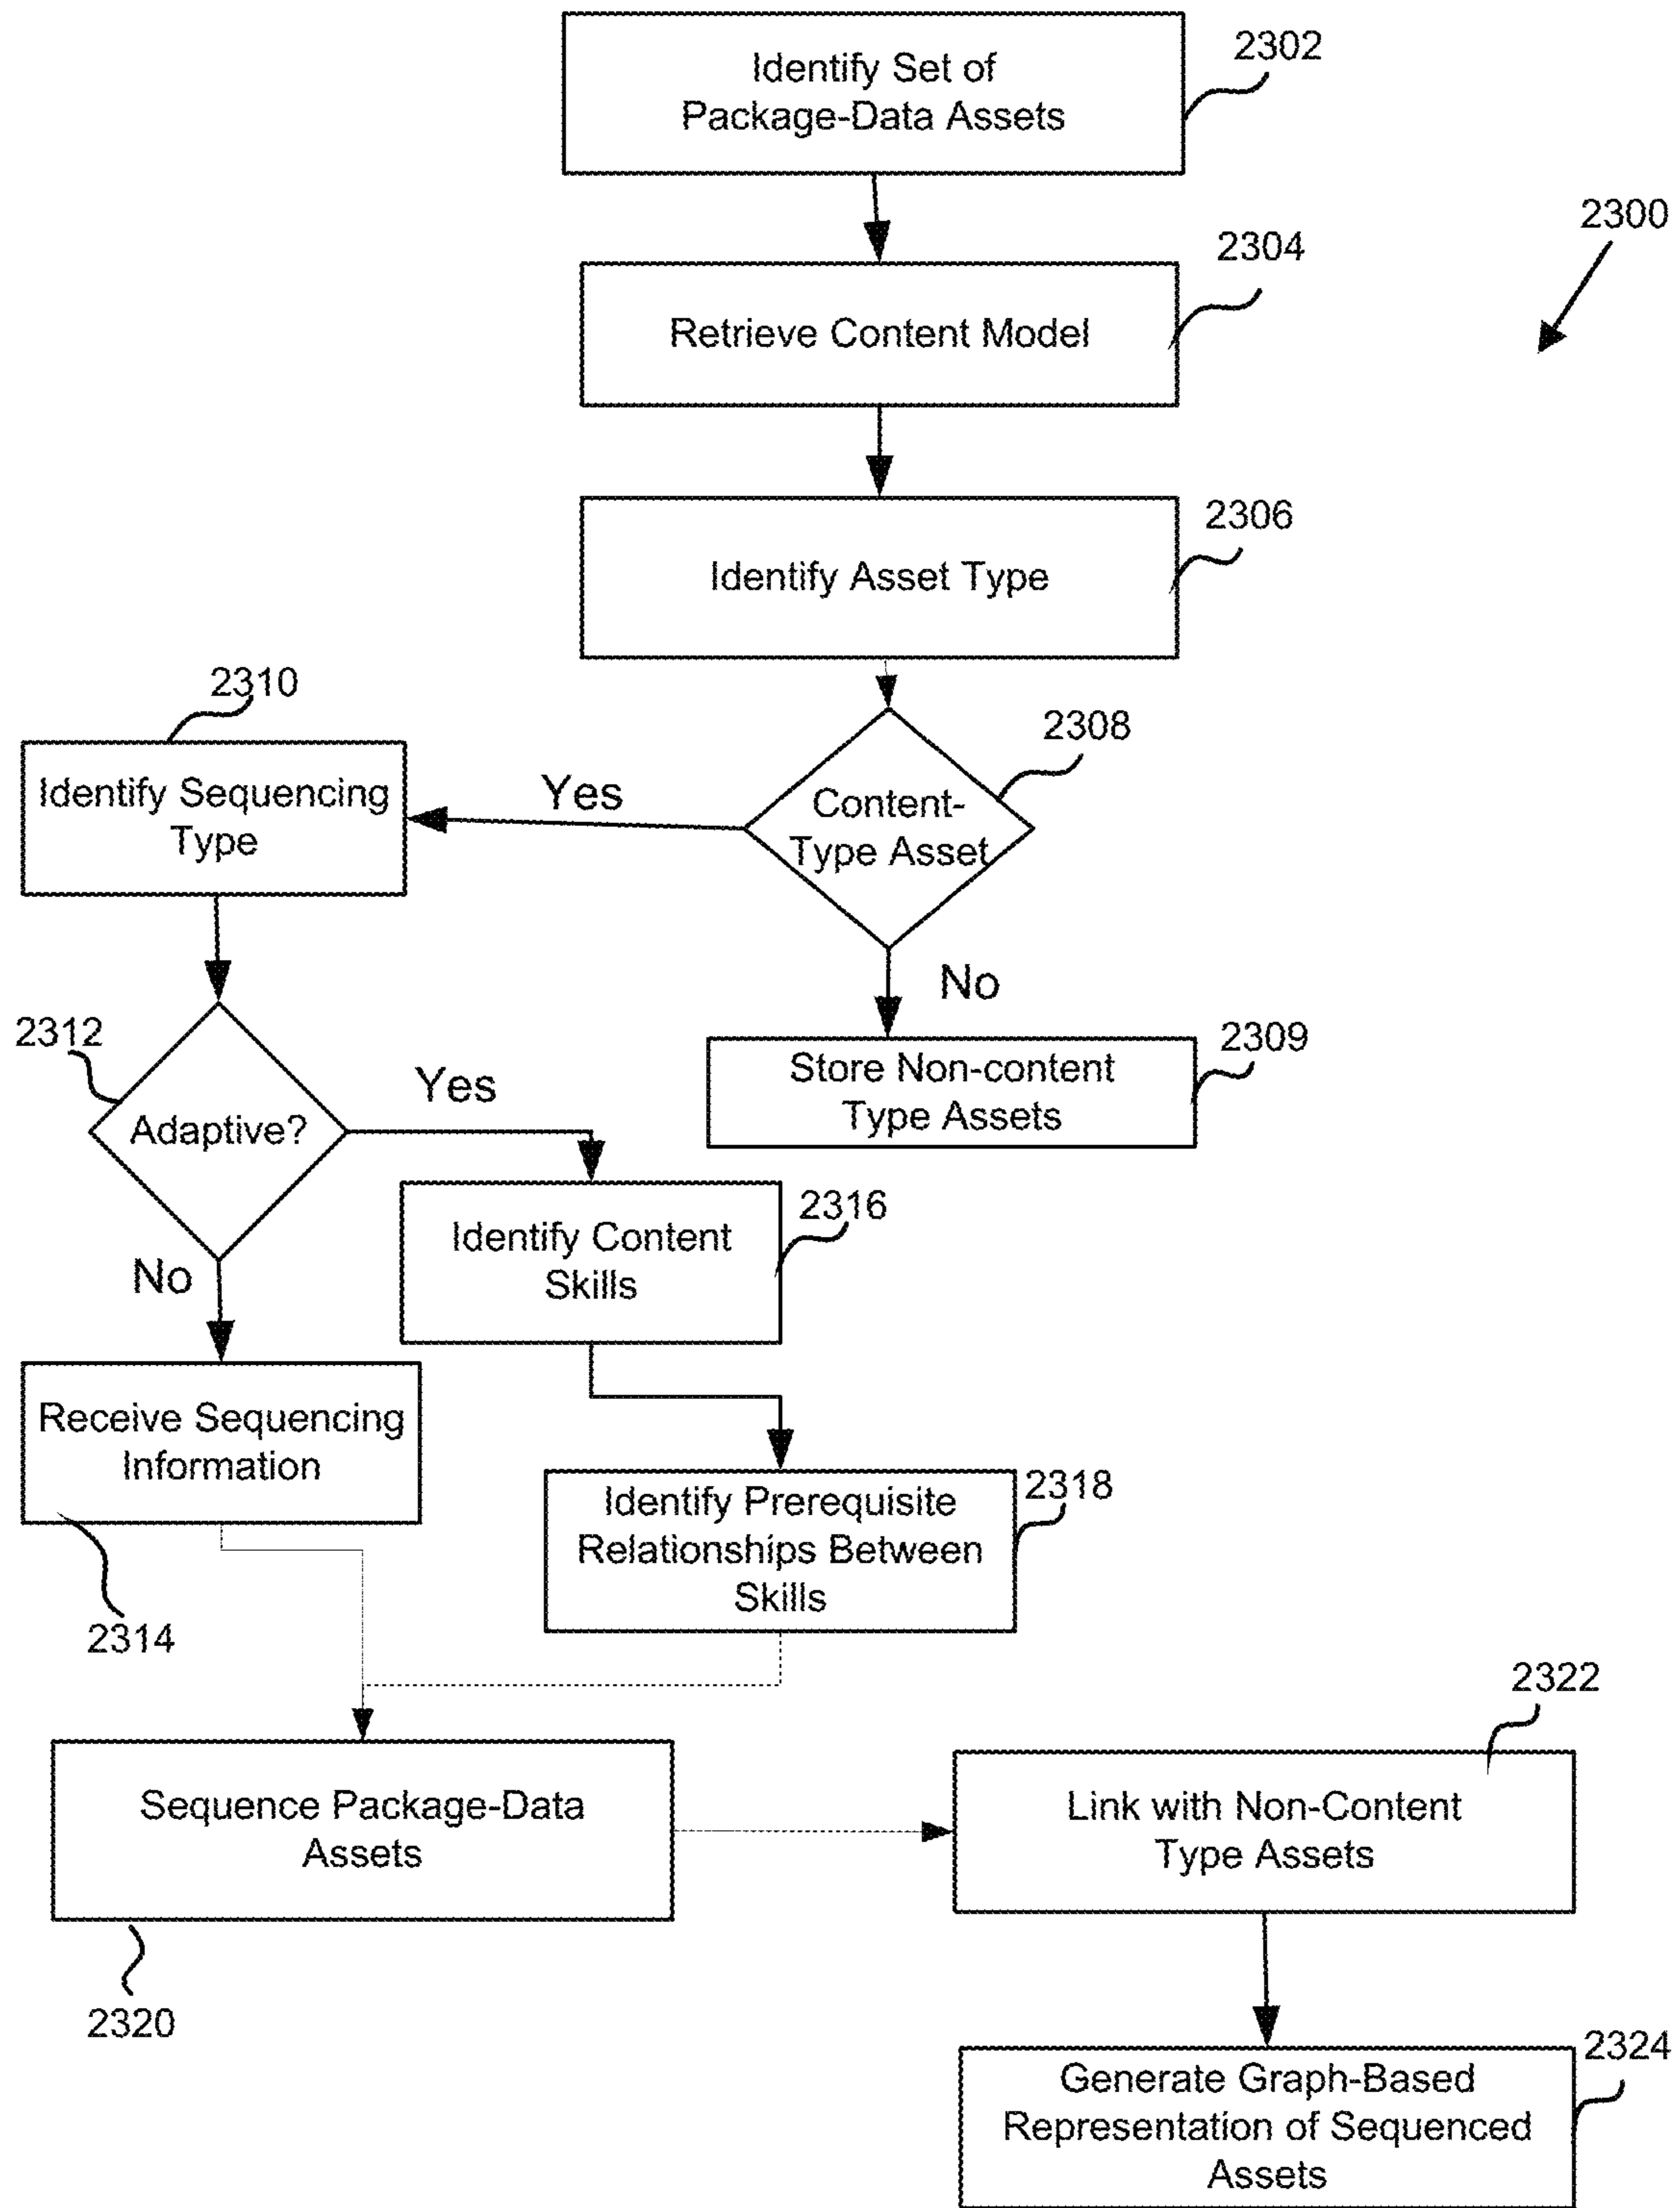 Identify Set of
Package-Data Assets
2302
2300
2304
Retrieve Content Model
2306
Identify Asset Type
2310
2308
Identify Sequencing
Type
Yes
Content-
Type Asset
No
2312
Adaptive?
Yes
2309
Store Non-content
Type Assets
2316
Identify Content
Skills
No
Receive Sequencing
Information
2314
2318
Identify Prerequisite
Relationships Between
Skills
2322
Sequence Package-Data
Assets
2320
Link with Non-Content
Type Assets
2324
Generate Graph-Based
Representation of Sequenced
Assets